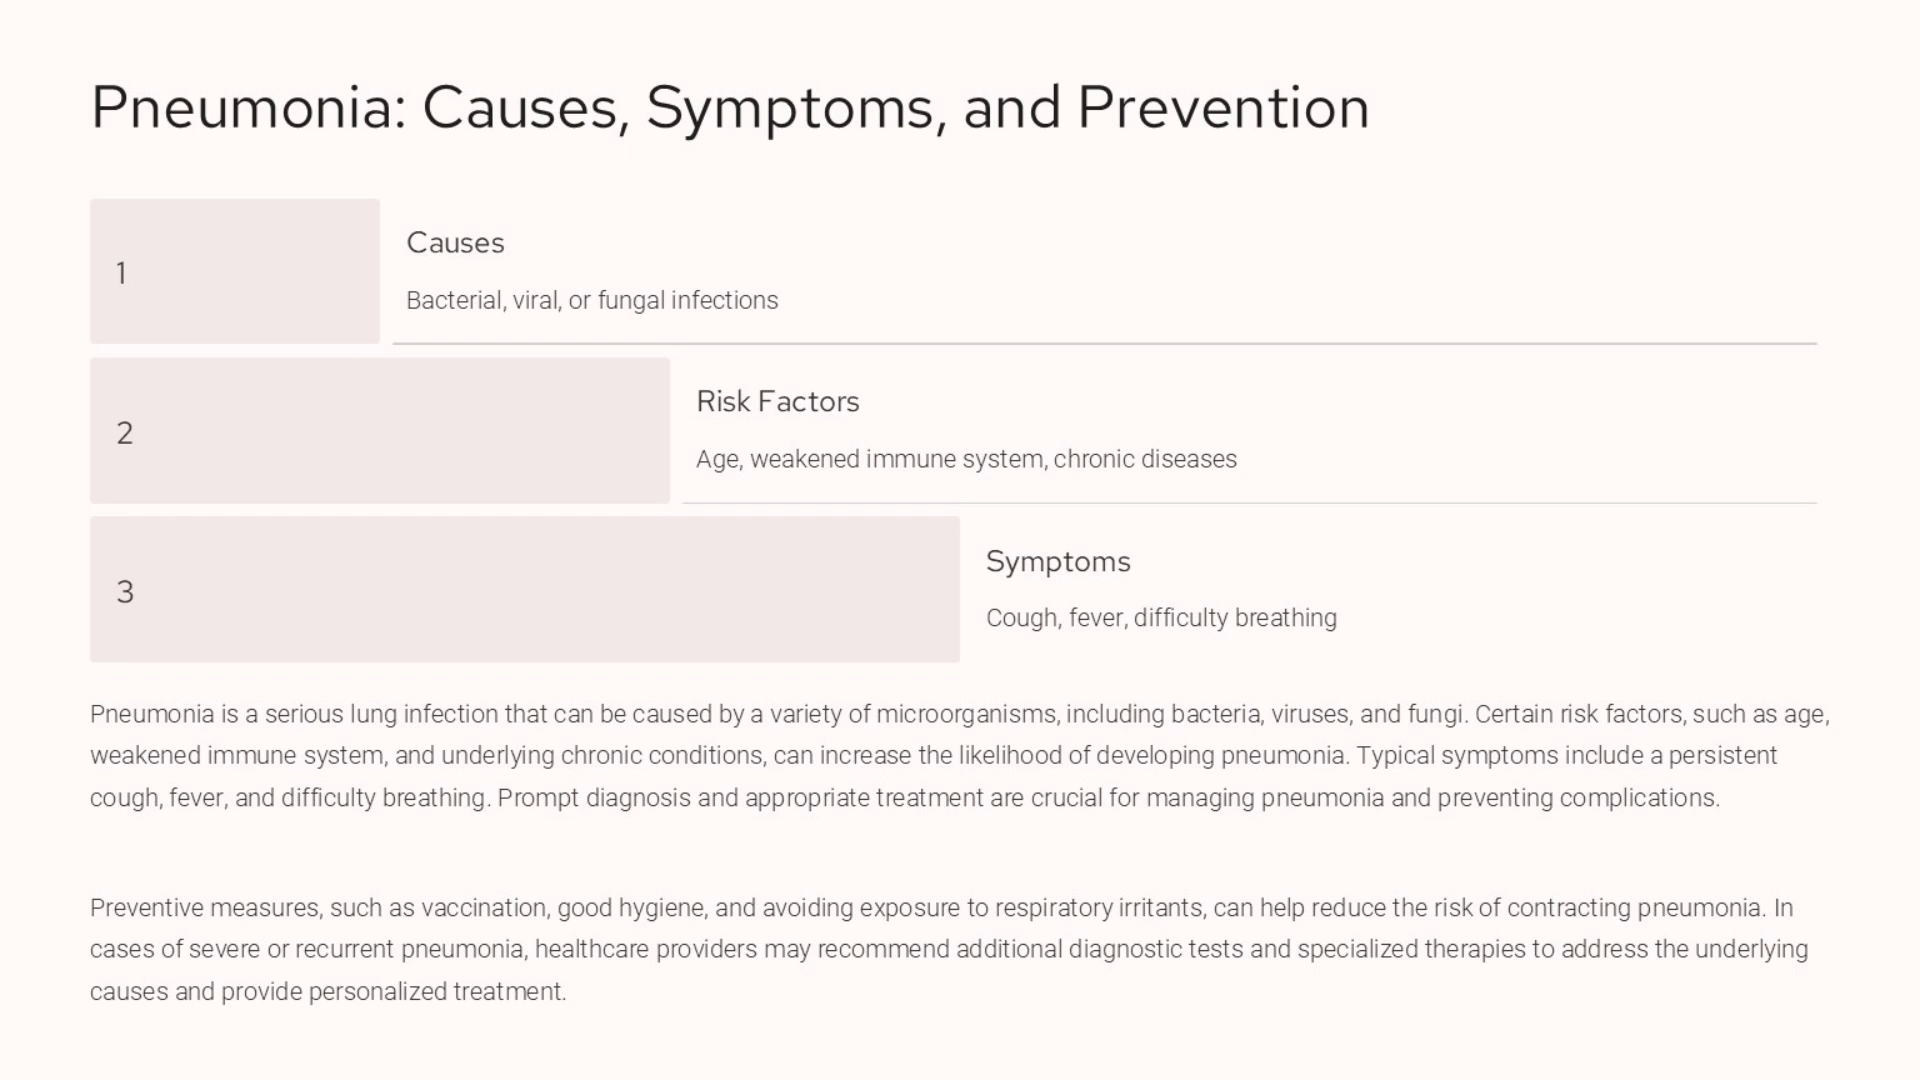 Pneumonia: Causes, Symptoms, and Prevention
1
Causes
Bacterial, viral, or fungal infections
2
Risk Factors
Age, weakened immune system, chronic diseases
3
Symptoms
Cough, fever, difficulty breathing
Pneumonia is a serious lung infection that can be caused by a variety of microorganisms, including bacteria, viruses, and fungi. Certain risk factors, such as age,
weakened immune system, and underlying chronic conditions, can increase the likelihood of developing pneumonia. Typical symptoms include a persistent
cough, fever, and difficulty breathing. Prompt diagnosis and appropriate treatment are crucial for managing pneumonia and preventing complications.
Preventive measures, such as vaccination, good hygiene, and avoiding exposure to respiratory irritants, can help reduce the risk of contracting pneumonia. In
cases of severe or recurrent pneumonia, healthcare providers may recommend additional diagnostic tests and specialized therapies to address the underlying
causes and provide personalized treatment.